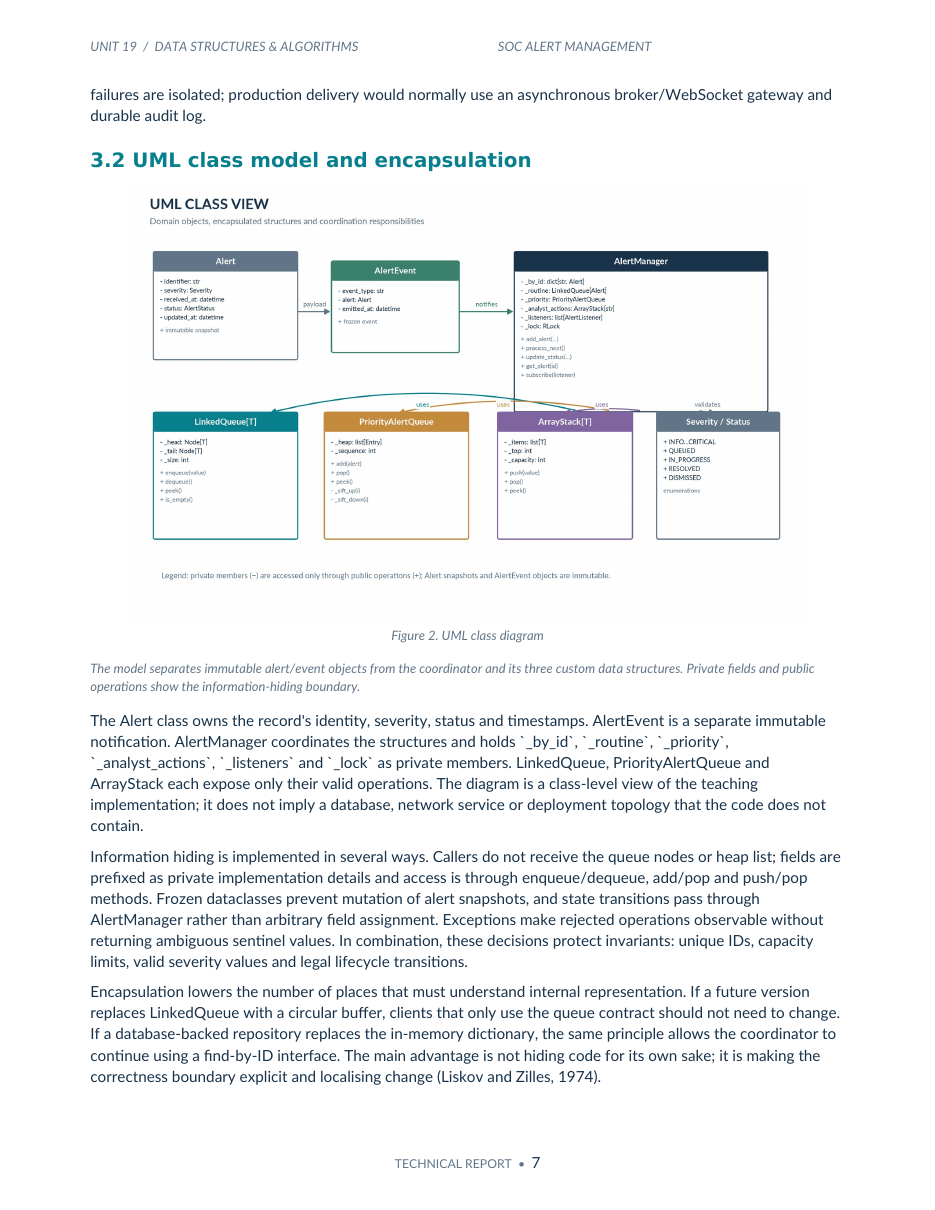 UNIT 19 / DATA STRUCTURES & ALGORITHMS SOC ALERT MANAGEMENT
failures are isolated; production delivery would normally use an asynchronous broker/WebSocket gateway and
durable audit log.
3.2 UML class model and encapsulation
UML CLASS VIEW
Domain objects, encapsulated structures and coordination responsibilities
Alert
- identifier: str
- severity: Severity
- received_at: datetime
- status: AlertStatus
- updated_at: datetime
+ immutable snapshot
payload
AlertEvent
- event_type: str
- alert: Alert
- emitted_at: datetime
+ frozen event
notifies
AlertManager
- _by_id: dict[str, Alert]
- _routine: LinkedQueue[Alert]
- _priority: PriorityAlertQueue
- _analyst_actions: ArrayStack[str]
- _listeners: list[AlertListener]
- _lock: RLock
+ add_alert(...)
+ process_next()
+ update_status(...)
+ get_alert(id)
+ subscribe(listener)
uses
uses
uses
validates
LinkedQueue[T]
- _head: Node[T]
- _tail: Node[T]
- _size: int
+ enqueue(value)
+ dequeue()
+ peek()
+ is_empty()
PriorityAlertQueue
- _heap: list[Entry]
- _sequence: int
+ add(alert)
+ pop()
+ peek()
- _sift_up(i)
- _sift_down(i)
ArrayStack[T]
- _items: list[T]
- _top: int
- _capacity: int
+ push(value)
+ pop()
+ peek()
Severity / Status
+ INFO...CRITICAL
+ QUEUED
+ IN_PROGRESS
+ RESOLVED
+ DISMISSED
enumerations
Legend: private members (−) are accessed only through public operations (+); Alert snapshots and AlertEvent objects are immutable.
Figure 2. UML class diagram
The model separates immutable alert/event objects from the coordinator and its three custom data structures. Private fields and public
operations show the information-hiding boundary.
The Alert class owns the record's identity, severity, status and timestamps. AlertEvent is a separate immutable
notification. AlertManager coordinates the structures and holds `_by_id`, `_routine`, `_priority`,
`_analyst_actions`, `_listeners` and `_lock` as private members. LinkedQueue, PriorityAlertQueue and
ArrayStack each expose only their valid operations. The diagram is a class-level view of the teaching
implementation; it does not imply a database, network service or deployment topology that the code does not
contain.
Information hiding is implemented in several ways. Callers do not receive the queue nodes or heap list; fields are
prefixed as private implementation details and access is through enqueue/dequeue, add/pop and push/pop
methods. Frozen dataclasses prevent mutation of alert snapshots, and state transitions pass through
AlertManager rather than arbitrary field assignment. Exceptions make rejected operations observable without
returning ambiguous sentinel values. In combination, these decisions protect invariants: unique IDs, capacity
limits, valid severity values and legal lifecycle transitions.
Encapsulation lowers the number of places that must understand internal representation. If a future version
replaces LinkedQueue with a circular buffer, clients that only use the queue contract should not need to change.
If a database-backed repository replaces the in-memory dictionary, the same principle allows the coordinator to
continue using a find-by-ID interface. The main advantage is not hiding code for its own sake; it is making the
correctness boundary explicit and localising change (Liskov and Zilles, 1974).
TECHNICAL REPORT • 7